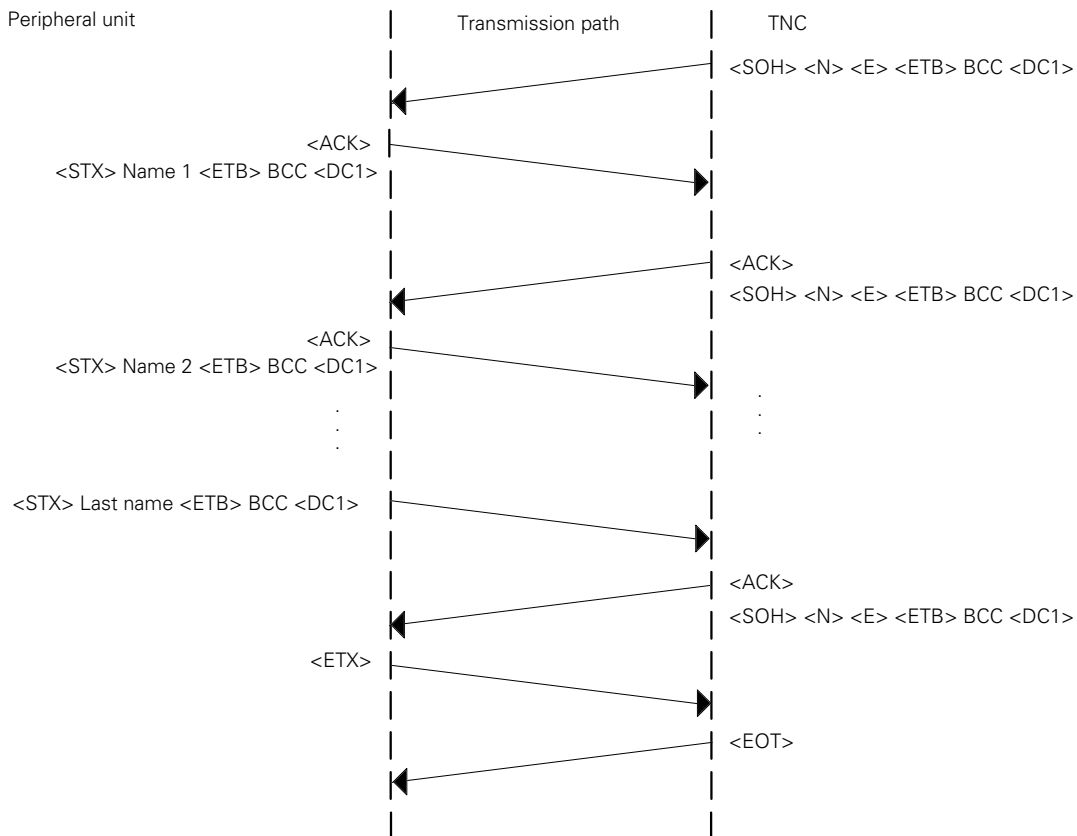 Peripheral unit
Transmission path
TNC
<SOH> <N> <E> <ETB> BCC <DC1>
<ACK>
<STX> Name 1 <ETB> BCC <DC1>
<ACK>
<SOH> <N> <E> <ETB> BCC <DC1>
<ACK>
<STX> Name 2 <ETB> BCC <DC1>
.
.
.
.
.
.
<STX> Last name <ETB> BCC <DC1>
<ACK>
<SOH> <N> <E> <ETB> BCC <DC1>
<ETX>
<EOT>